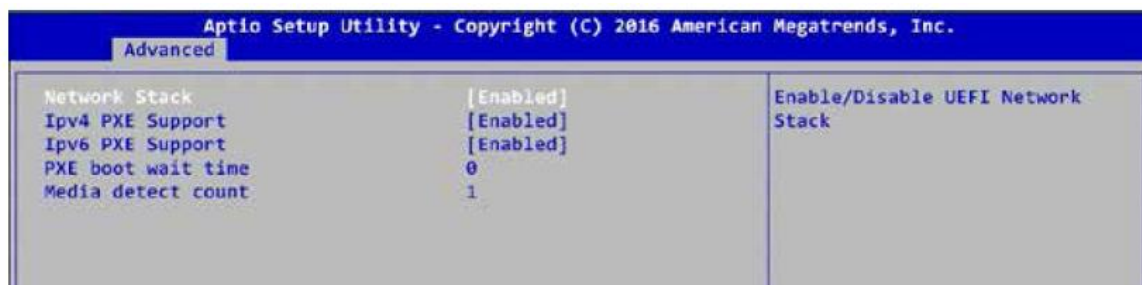 Aptio Setup Utility - Copyright (C) 2016 American Megatrends, Inc.
Advanced
Network Stack [Enabled]
Ipv4 PXE Support [Enabled]
Ipv6 PXE Support [Enabled]
PXE boot wait time 0
Media detect count 1
Enable/Disable UEFI Network
Stack